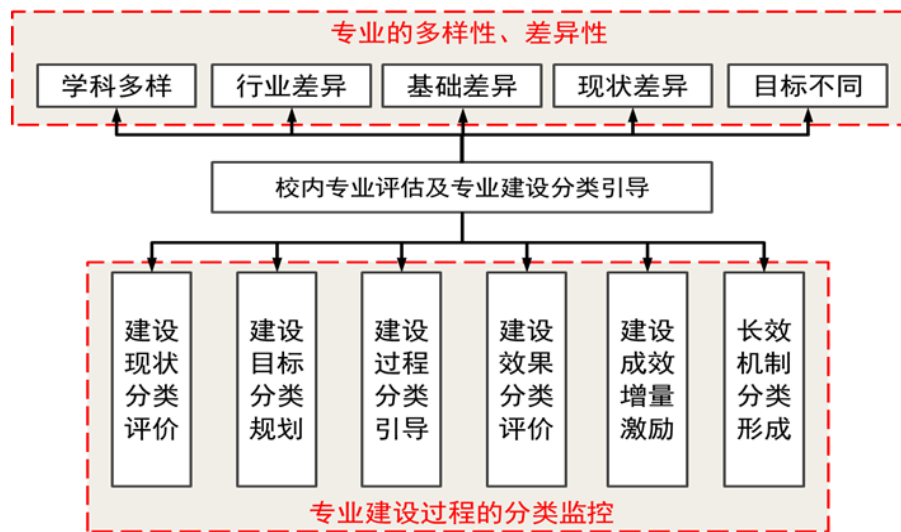 专业的多样性、差异性
学科多样
行业差异
基础差异
现状差异
目标不同
校内专业评估及专业建设分类引导
建设
现状
分类
评价
建设
目标
分类
规划
建设
过程
分类
引导
建设
效果
分类
评价
建设
成效
增量
激励
长效
机制
分类
形成
专业建设过程的分类监控